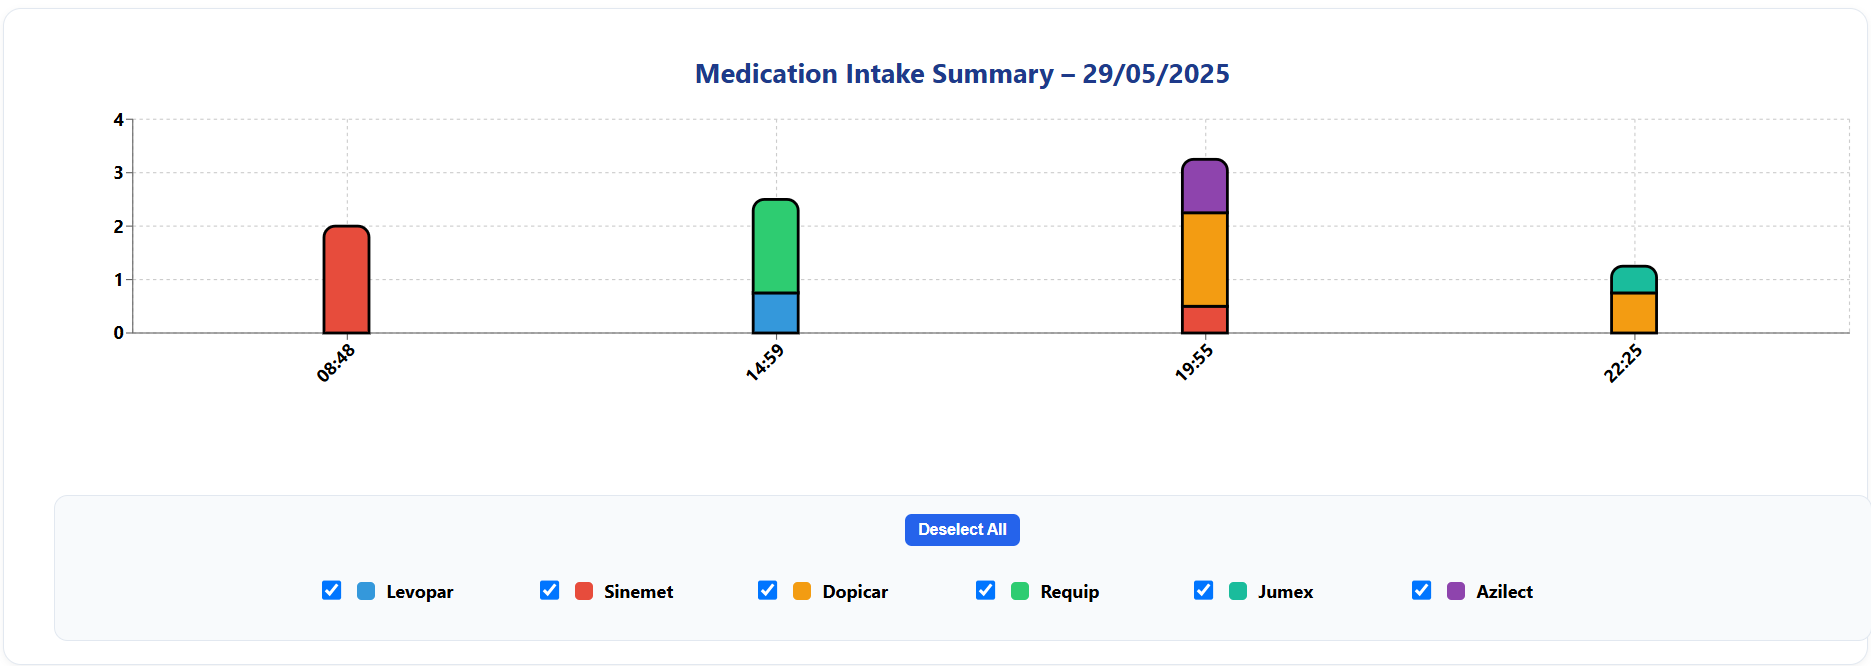 Medication Intake Summary – 29/05/2025
4
3
2
1
0
08:48
14:59
19:55
22:25
Deselect All
Levopar
Sinemet
Dopicar
Requip
Jumex
Azilect